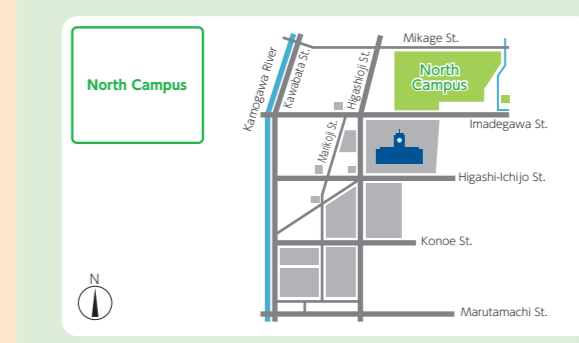 North Campus
Mikage St.
Kamogawa River
Kawabata St.
Higashioji St.
North
Campus
Imadegawa St.
Marikoji St.
Higashi-Ichijo St.
Konoe St.
N
Marutamachi St.